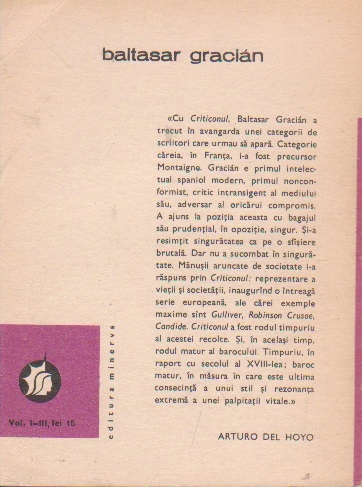 baltasar gracián
«Cu Criticonul, Baltasar Gracián a
trecut în avangarda unei categorii de
scriitori care urmau să apară. Categorie
căreia, în Franța, i-a fost precursor
Montaigne. Gracián e primul intelec-
tual spaniol modern, primul noncon-
formist, critic intransigent al mediului
său, adversar al oricărui compromis.
A ajuns la poziția aceasta cu bagajul
său prudențial, în opoziție, singur. Și-a
resimțit singurătatea ca pe o sfîșiere
brutală. Dar nu a sucombat în singură-
tate. Mănușii aruncate de societate i-a
răspuns prin Criticonul: reprezentare a
vieții și societății, inaugurînd o întreagă
serie europeană, ale cărei exemple
maxime sînt Gulliver, Robinson Crusoe,
Candide. Criticonul a fost rodul timpuriu
al acestei recolte. Și, în același timp,
rodul matur al barocului. Timpuriu, în
raport cu secolul al XVIII-lea; baroc
matur, în măsura în care este ultima
consecință a unui stil și rezonanța
extremă a unei palpitații vitale.»
ARTURO DEL HOYO
editura minerva
Vol. I-III, lei 15